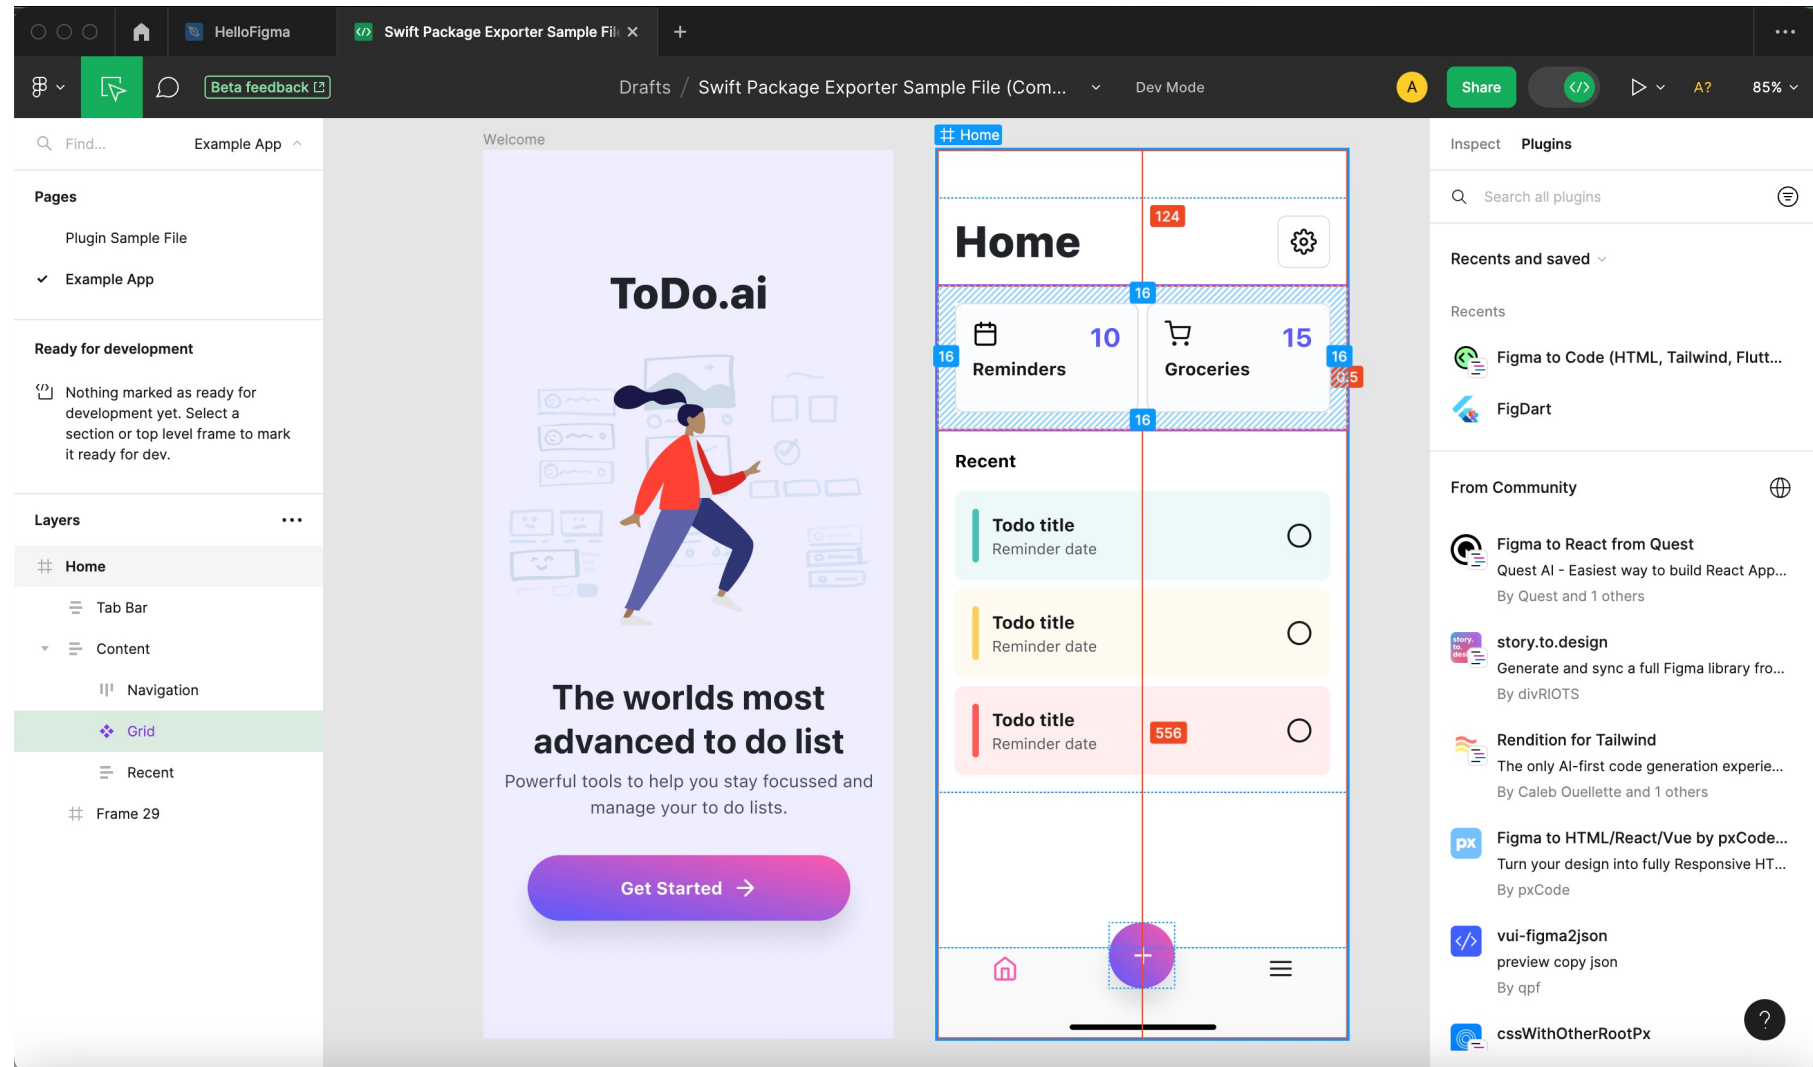 HelloFigma
Swift Package Exporter Sample Fil
Beta feedback
Drafts / Swift Package Exporter Sample File (Com...
Dev Mode
A
Share
A?
85%
Find...
Example App
Pages
Plugin Sample File
Example App
Ready for development
Nothing marked as ready for
development yet. Select a
section or top level frame to mark
it ready for dev.
Layers
Home
Tab Bar
Content
Navigation
Grid
Recent
Frame 29
Welcome
ToDo.ai
The worlds most
advanced to do list
Powerful tools to help you stay focussed and
manage your to do lists.
Get Started
Home
124
Home
16
10
Reminders
15
Groceries
16
16
0.5
16
Recent
Todo title
Reminder date
Todo title
Reminder date
Todo title
Reminder date
556
Inspect
Plugins
Search all plugins
Recents and saved
Recents
Figma to Code (HTML, Tailwind, Flutt...
FigDart
From Community
Figma to React from Quest
Quest AI - Easiest way to build React App...
By Quest and 1 others
story.
to.
story.to.design
Generate and sync a full Figma library fro...
By divRIOTS
Rendition for Tailwind
The only AI-first code generation experie...
By Caleb Ouellette and 1 others
px
Figma to HTML/React/Vue by pxCode...
Turn your design into fully Responsive HT...
By pxCode
vui-figma2json
preview copy json
By qpf
cssWithOtherRootPx
?